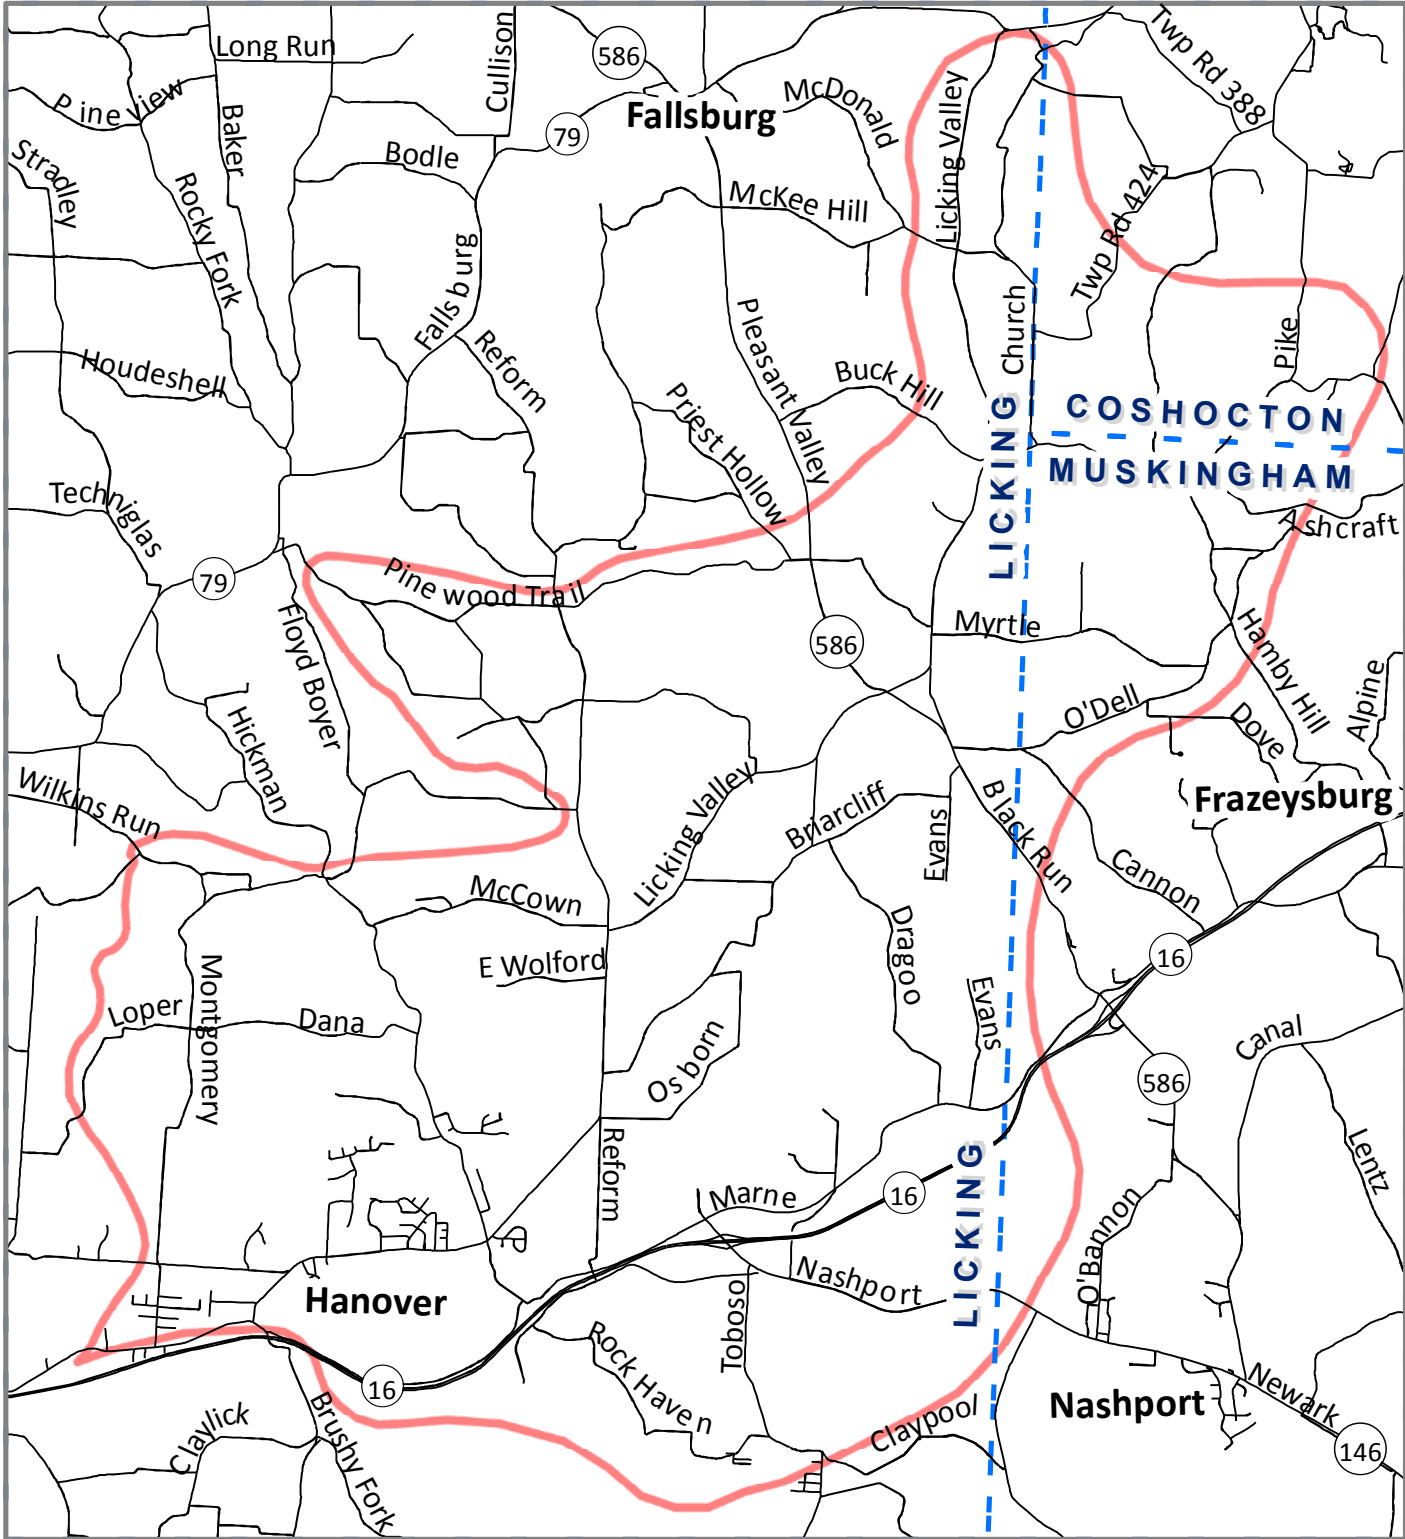 Long Run
Cullison
586
Twp Rd 388
Pineview
Baker
79
Fallsburg
McDonald
Licking Valley
Stradley
Bodle
Rocky Fork
McKee Hill
Twp Rd 424
Fallsburg
Church
Pleasant Valley
Reform
Pike
Houdeshell
Priest Hollow
Buck Hill
LICKING
COSHOCTON
MUSKINGHAM
Techniglas
Ashcraft
79
Pinewood Trail
Floyd Boyer
586
Myrtle
Hamby Hill
Alpine
Hickman
O'Dell
Dove
Wilkins Run
Licking Valley
Briarcliff
Evans
Black Run
Frazeysburg
Cannon
McCown
Dragoo
E Wolford
16
Montgomery
Loper
Dana
Evans
Canal
Osborn
586
Reform
Lentz
LICKING
Marne
16
O'Bannon
Nashport
Hanover
Toboso
Rock Haven
16
Nashport
Newark
Claylick
Brushy Fork
Claypool
146